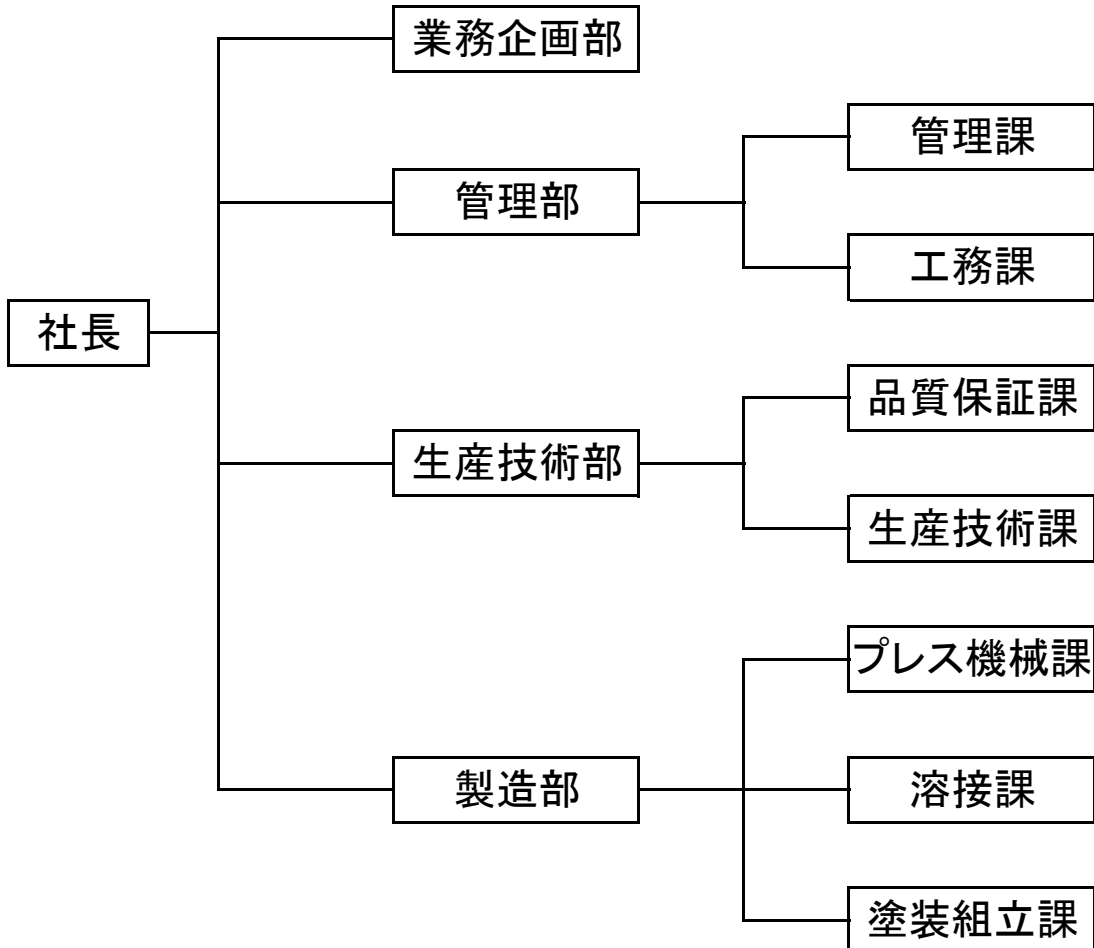 業務企画部
管理課
管理部
工務課
社長
品質保証課
生産技術部
生産技術課
プレス機械課
製造部
溶接課
塗装組立課